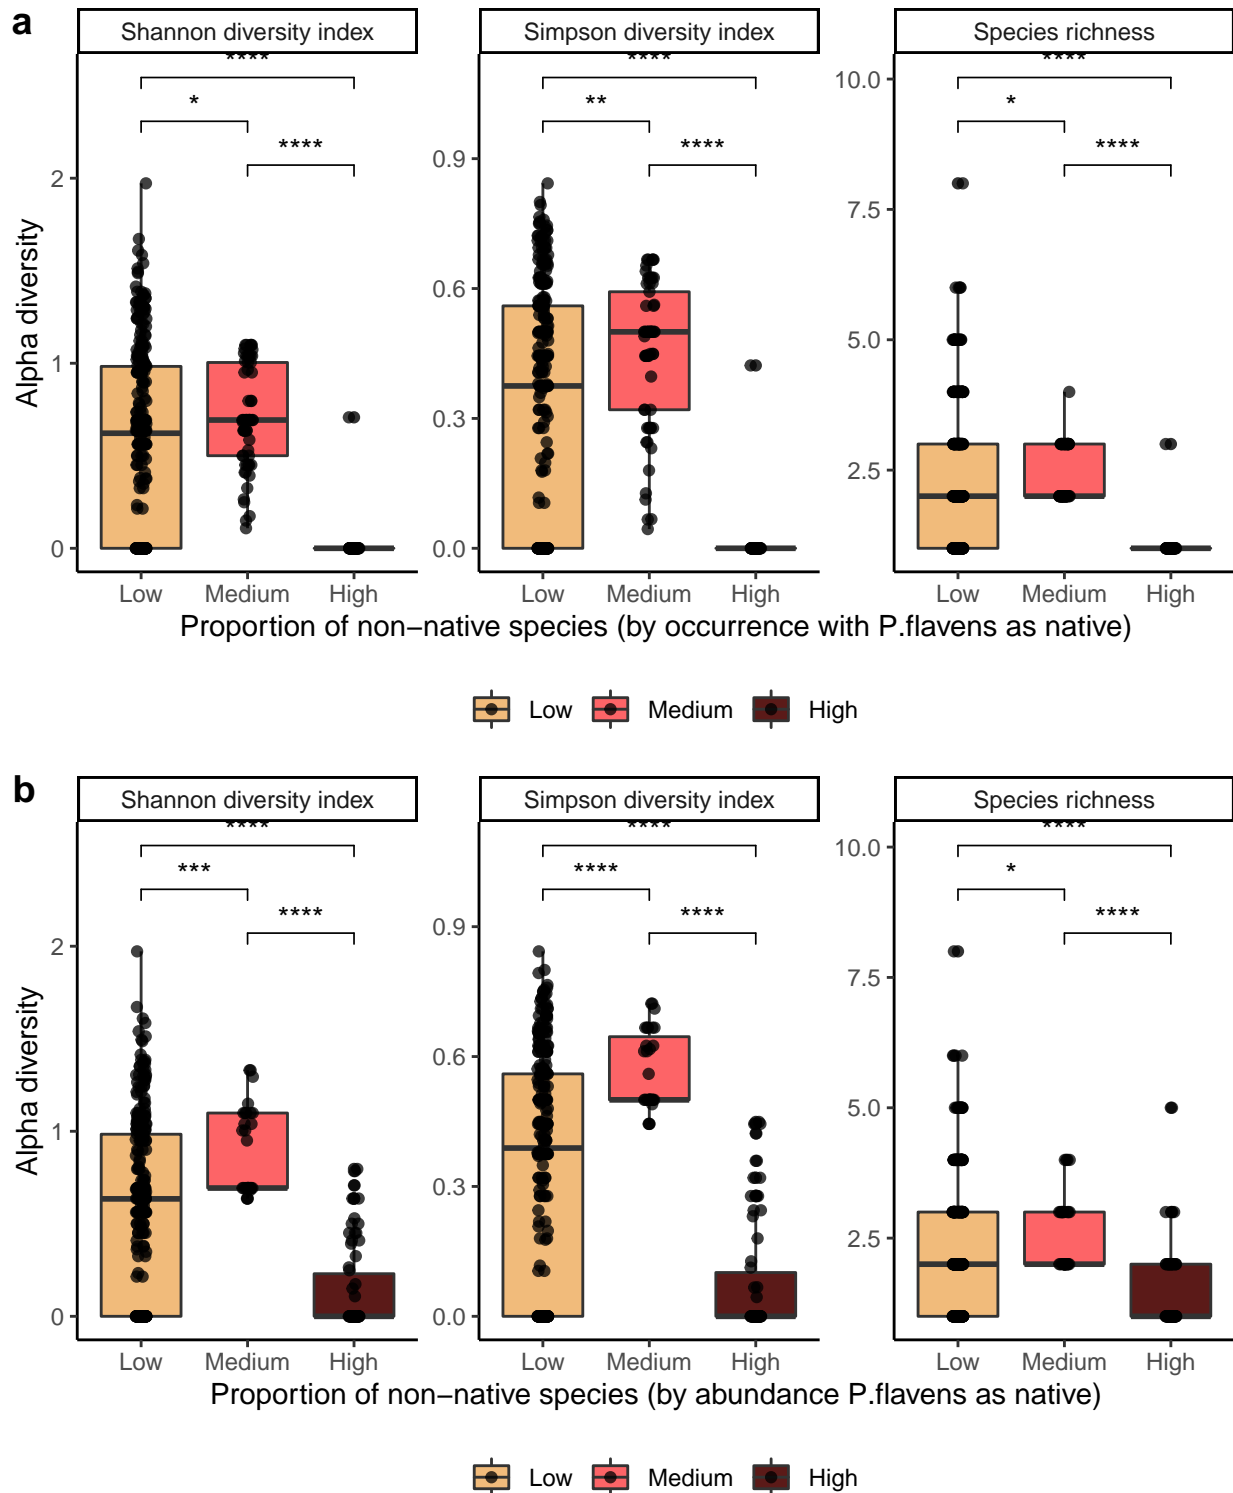 a
Shannon diversity index Simpson diversity index Species richness
**** **** ****
* ** *
**** **** ****
Alpha diversity
2
1
0
0.9
0.6
0.3
0.0
10.0
7.5
5.0
2.5
Low Medium High Low Medium High Low Medium High
Proportion of non−native species (by occurrence with P.flavens as native)
Low Medium High
b
Shannon diversity index Simpson diversity index Species richness
**** **** ****
*** **** *
**** **** ****
Alpha diversity
2
1
0
0.9
0.6
0.3
0.0
10.0
7.5
5.0
2.5
Low Medium High Low Medium High Low Medium High
Proportion of non−native species (by abundance P.flavens as native)
Low Medium High